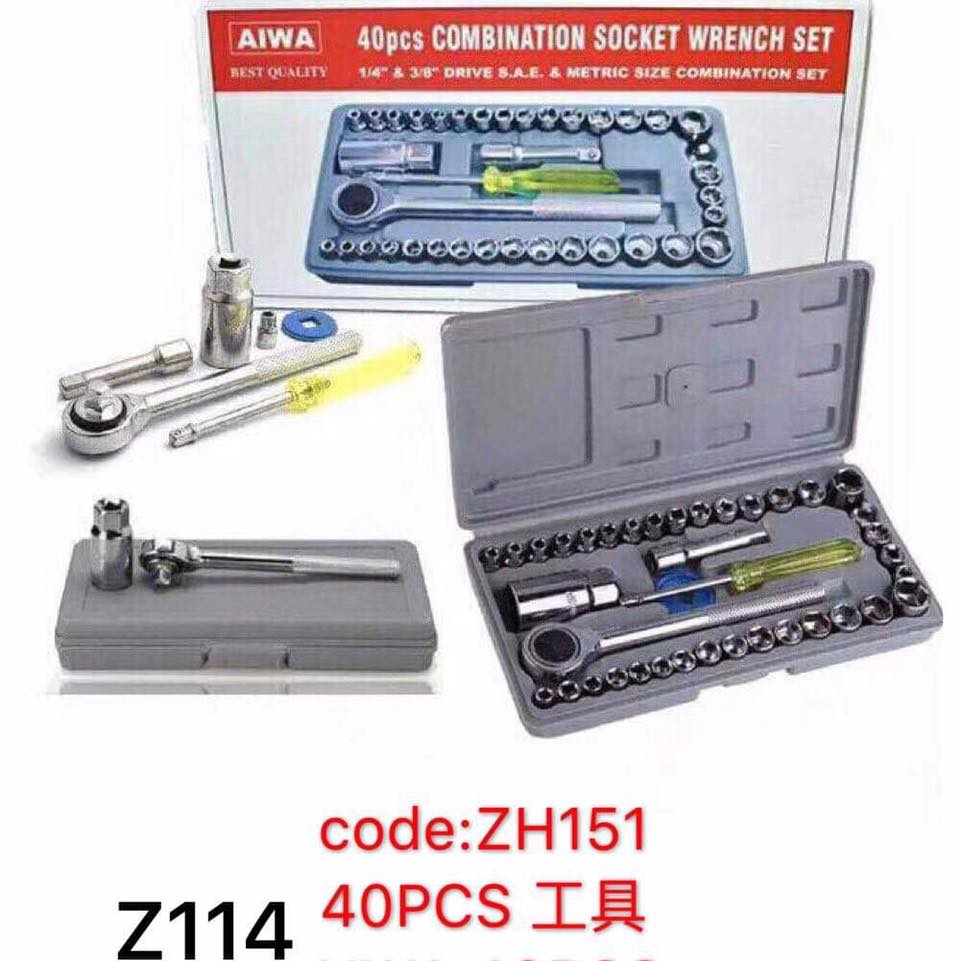 AIWA
BEST QUALITY
40pcs COMBINATION SOCKET WRENCH SET
1/4" & 3/8" DRIVE S.A.E. & METRIC SIZE COMBINATION SET
code:ZH151
40PCS 工具
Z114